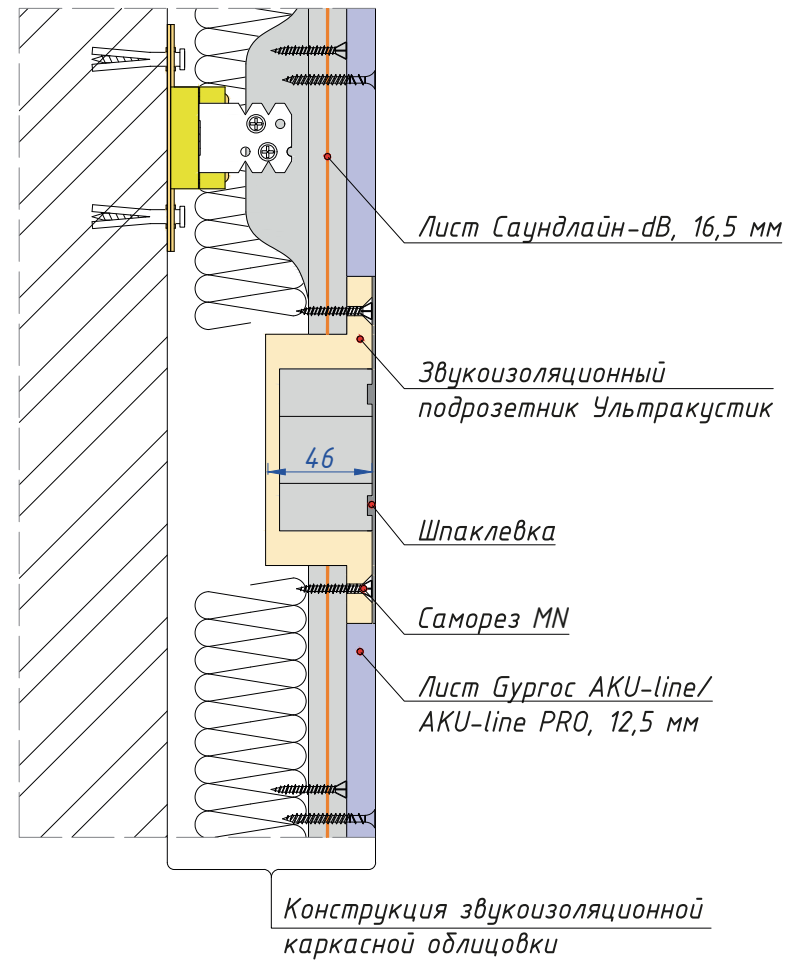 Лист Саундлайн-dB, 16,5 мм
Звукоизоляционный
подрозетник Ультракустик
46
Шпаклевка
Саморез MN
Лист Gyproc AKU-line/
AKU-line PRO, 12,5 мм
Конструкция звукоизоляционной
каркасной облицовки